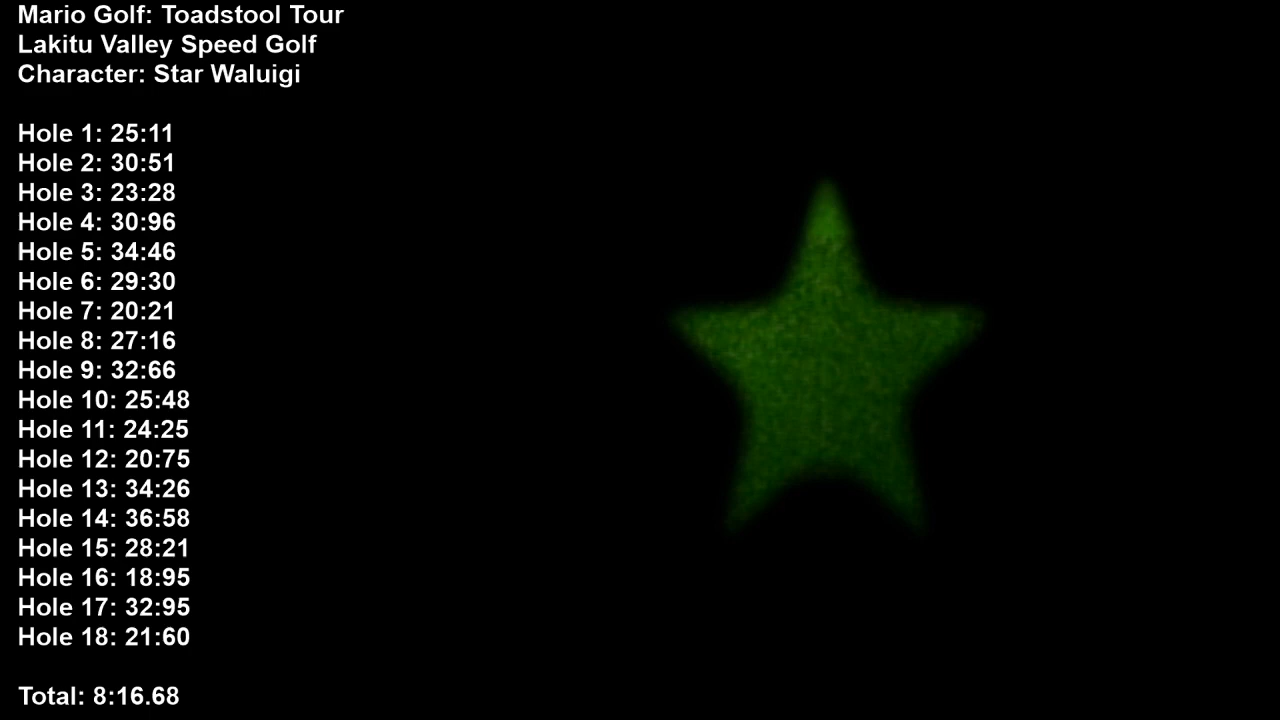 Mario Golf: Toadstool Tour
Lakitu Valley Speed Golf
Character: Star Waluigi
Hole 1: 25:11
Hole 2: 30:51
Hole 3: 23:28
Hole 4: 30:96
Hole 5: 34:46
Hole 6: 29:30
Hole 7: 20:21
Hole 8: 27:16
Hole 9: 32:66
Hole 10: 25:48
Hole 11: 24:25
Hole 12: 20:75
Hole 13: 34:26
Hole 14: 36:58
Hole 15: 28:21
Hole 16: 18:95
Hole 17: 32:95
Hole 18: 21:60
Total: 8:16.68